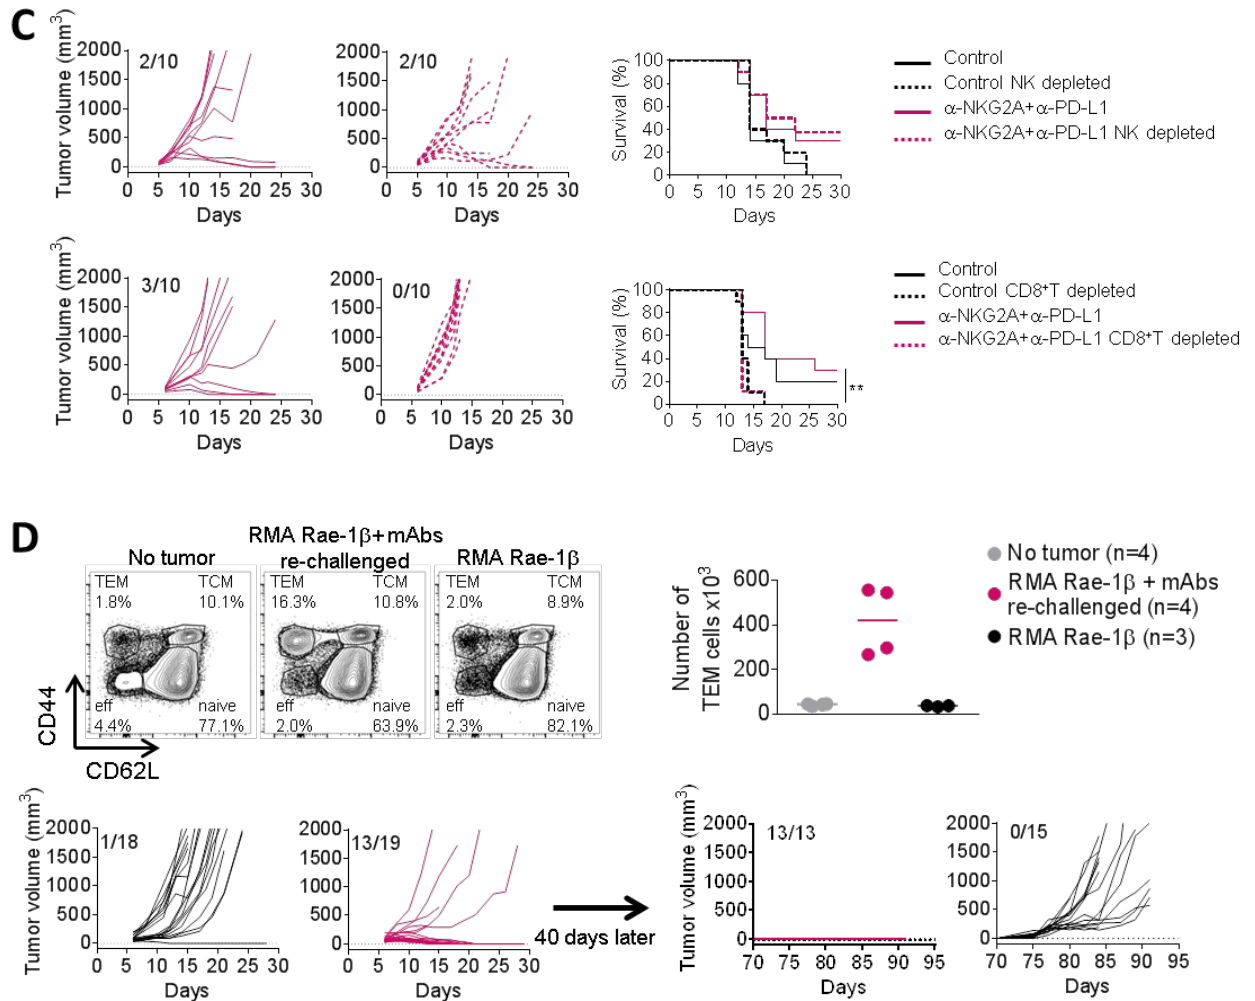 C
Tumor volume (mm³)
2000
1500
1000
500
0
2/10
0 5 10 15 20 25 30
Days
2000
1500
1000
500
0
2/10
0 5 10 15 20 25 30
Days
Survival (%)
100
80
60
40
20
0
0 5 10 15 20 25 30
Days
Control
Control NK depleted
α-NKG2A+α-PD-L1
α-NKG2A+α-PD-L1 NK depleted
Tumor volume (mm³)
2000
1500
1000
500
0
3/10
0 5 10 15 20 25 30
Days
2000
1500
1000
500
0
0/10
0 5 10 15 20 25 30
Days
Survival (%)
100
80
60
40
20
0
0 5 10 15 20 25 30
Days
**
Control
Control CD8⁺T depleted
α-NKG2A+α-PD-L1
α-NKG2A+α-PD-L1 CD8⁺T depleted
D
No tumor
RMA Rae-1β+mAbs
re-challenged
RMA Rae-1β
TEM TCM
1.8% 10.1%
eff naive
4.4% 77.1%
TEM TCM
16.3% 10.8%
eff naive
2.0% 63.9%
TEM TCM
2.0% 8.9%
eff naive
2.3% 82.1%
CD44
CD62L
Number of
TEM cells x10³
600
400
200
0
No tumor (n=4)
RMA Rae-1β + mAbs
re-challenged (n=4)
RMA Rae-1β (n=3)
Tumor volume (mm³)
2000
1500
1000
500
0
1/18
0 5 10 15 20 25 30
Days
2000
1500
1000
500
0
13/19
0 5 10 15 20 25 30
Days
40 days later
Tumor volume (mm³)
2000
1500
1000
500
0
13/13
70 75 80 85 90 95
Days
2000
1500
1000
500
0
0/15
70 75 80 85 90 95
Days